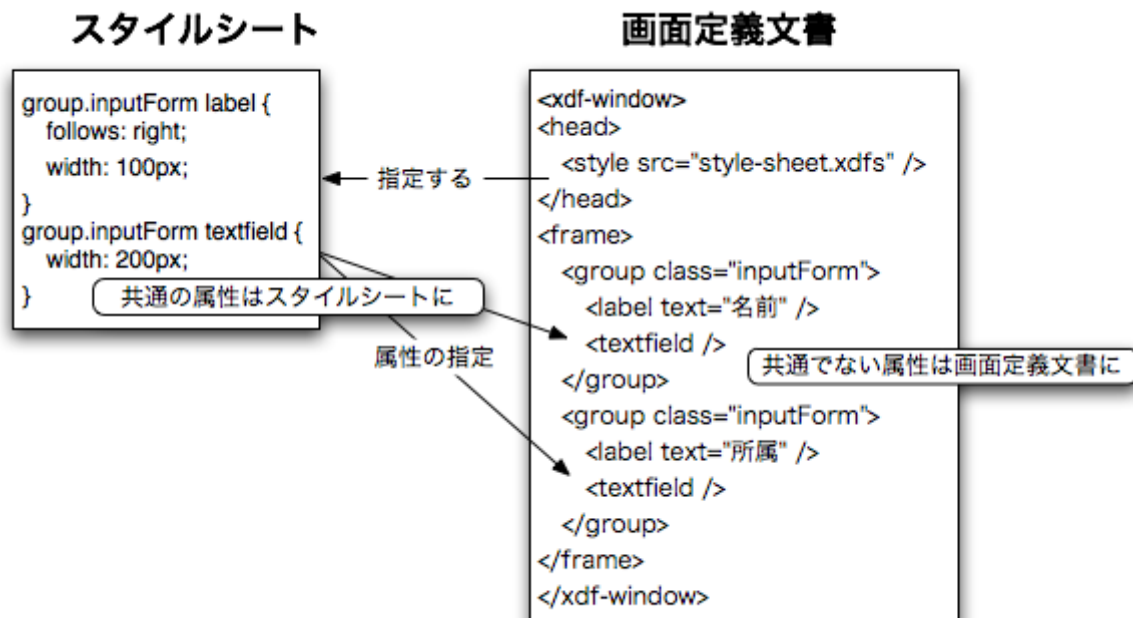 スタイルシート
group.inputForm label {
follows: right;
width: 100px;
}
group.inputForm textfield {
width: 200px;
}
共通の属性はスタイルシートに
指定する
属性の指定
画面定義文書
<xdf-window>
<head>
<style src="style-sheet.xdfs" />
</head>
<frame>
<group class="inputForm">
<label text="名前" />
<textfield />
</group>
共通でない属性は画面定義文書に
<group class="inputForm">
<label text="所属" />
<textfield />
</group>
</frame>
</xdf-window>